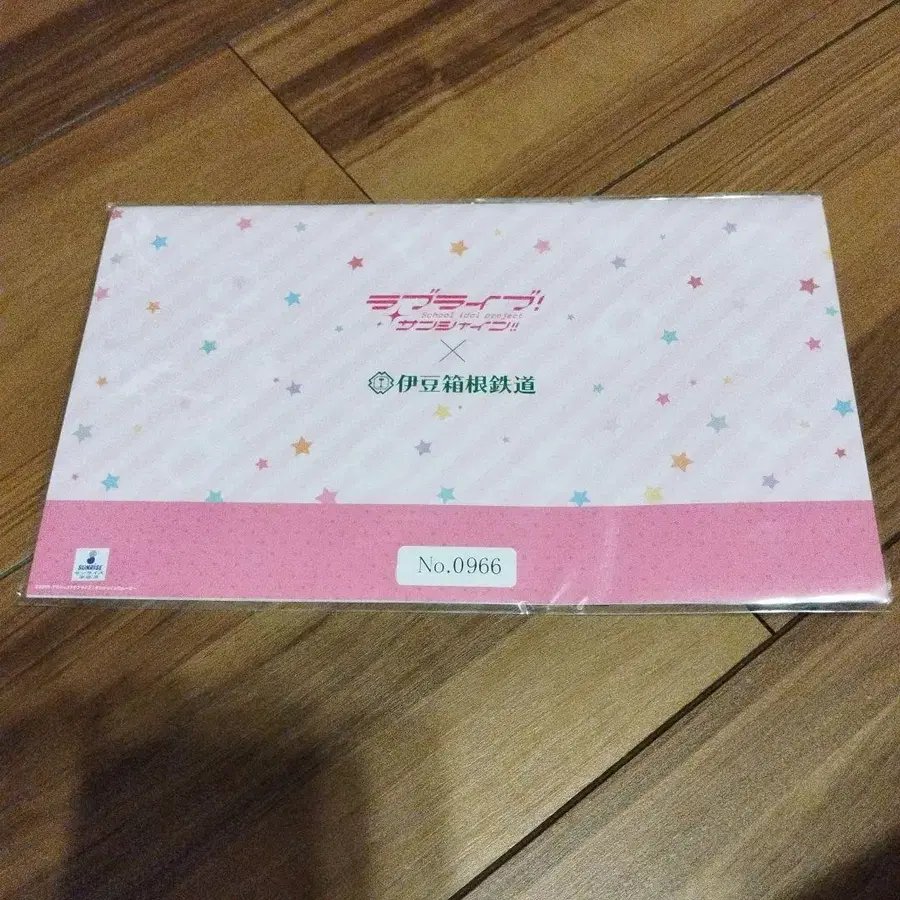 ラブライブ!
School idol project
サンシャイン!!
×
伊豆箱根鉄道
No.0966
SUNRISE